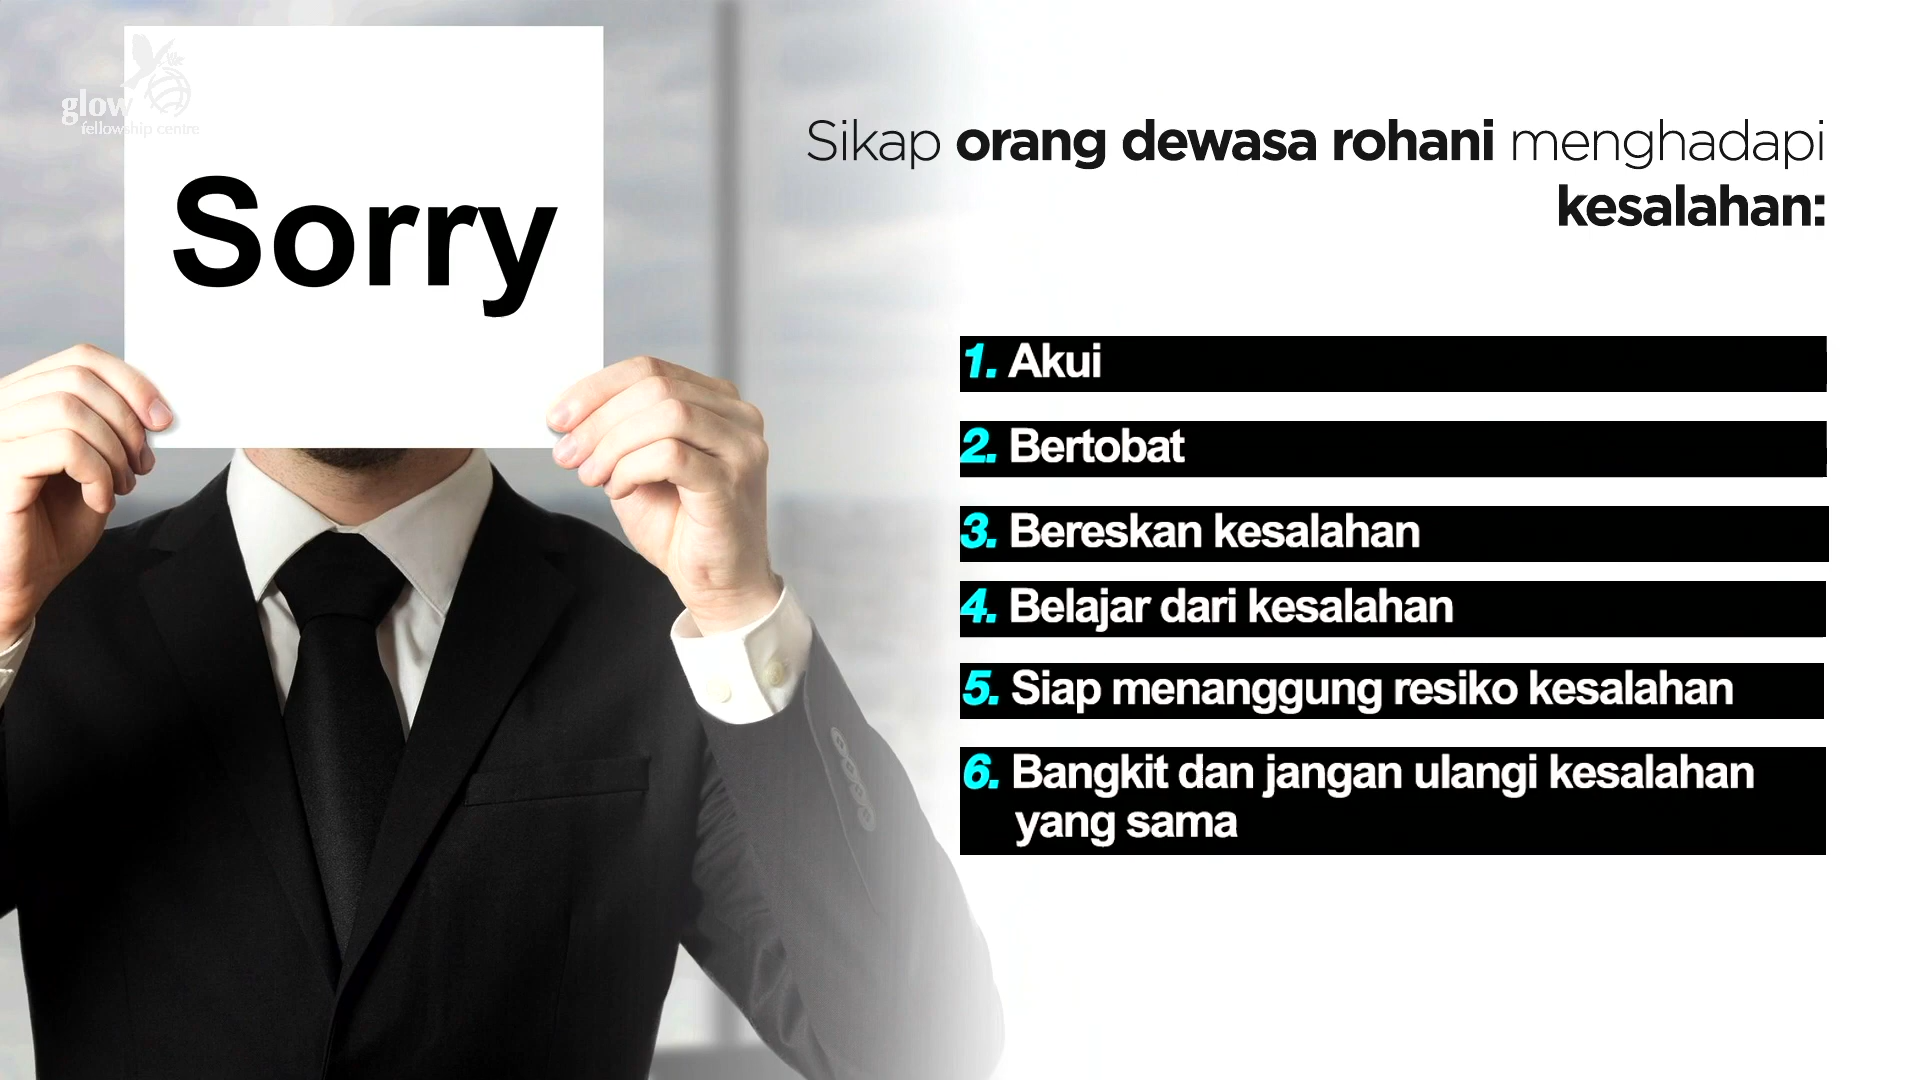 glow
fellowship centre
Sorry
Sikap orang dewasa rohani menghadapi
kesalahan:
1. Akui
2. Bertobat
3. Bereskan kesalahan
4. Belajar dari kesalahan
5. Siap menanggung resiko kesalahan
6. Bangkit dan jangan ulangi kesalahan
yang sama